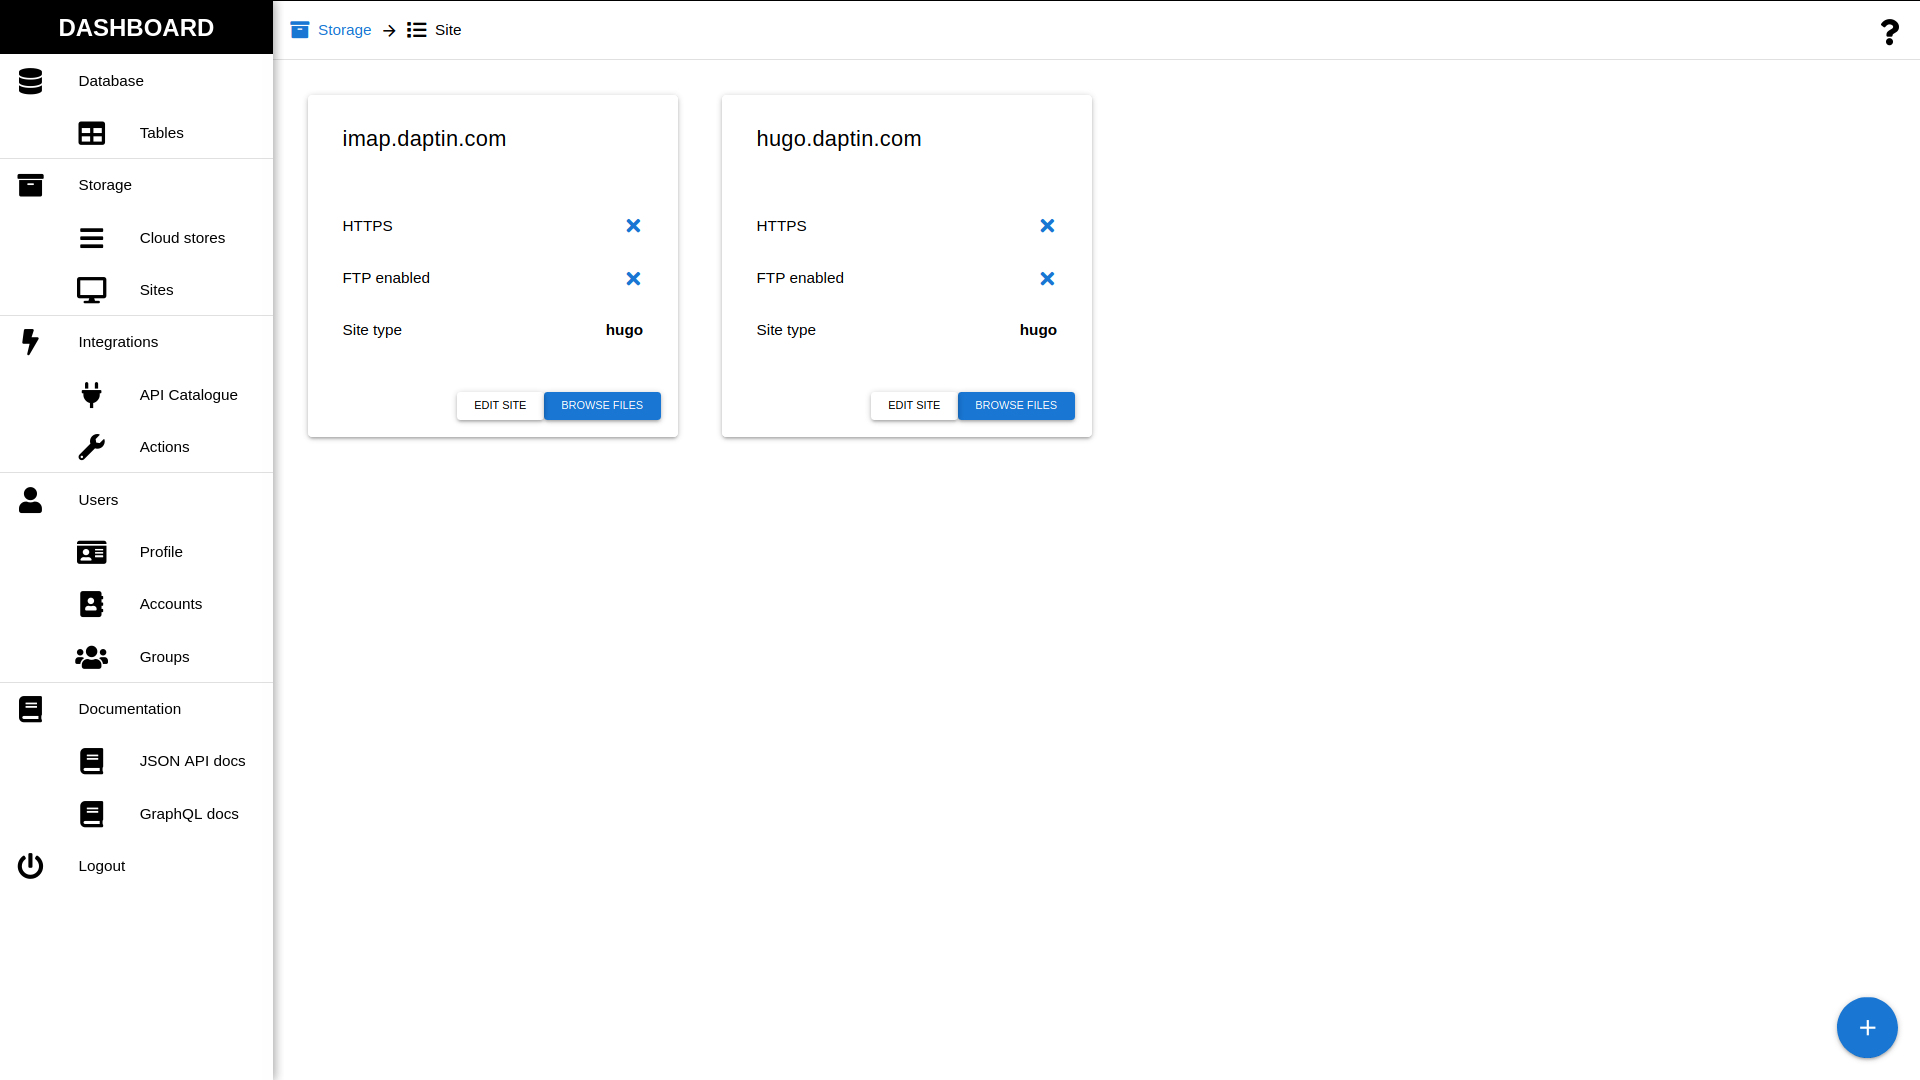 DASHBOARD
Database
Tables
Storage
Cloud stores
Sites
Integrations
API Catalogue
Actions
Users
Profile
Accounts
Groups
Documentation
JSON API docs
GraphQL docs
Logout
Storage → Site
imap.daptin.com
HTTPS
FTP enabled
Site type hugo
EDIT SITE BROWSE FILES
hugo.daptin.com
HTTPS
FTP enabled
Site type hugo
EDIT SITE BROWSE FILES